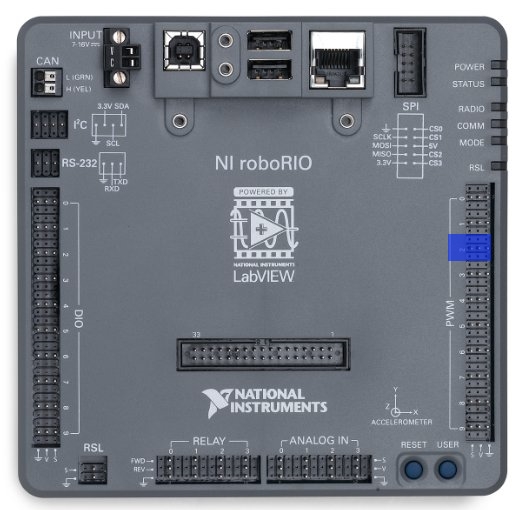 INPUT
7-16V
CAN
L (GRN)
H (YEL)
3.3V SDA
I²C
SCL
RS-232
TXD
RXD
SPI
CS0
SCLK
CS1
MOSI
5V
MISO
CS2
3.3V
CS3
POWER
STATUS
RADIO
COMM
MODE
RSL
NI roboRIO
POWERED BY
NATIONAL INSTRUMENTS
LabVIEW
0
1
2
3
4
5
6
7
8
9
DIO
S V
0
1
3
4
5
6
7
8
9
PWM
S V
33
1
NATIONAL
INSTRUMENTS
Y
Z
X
ACCELEROMETER
RSL
S
RELAY
0 1 2 3
FWD
REV
ANALOG IN
0 1 2 3
S
RESET
USER